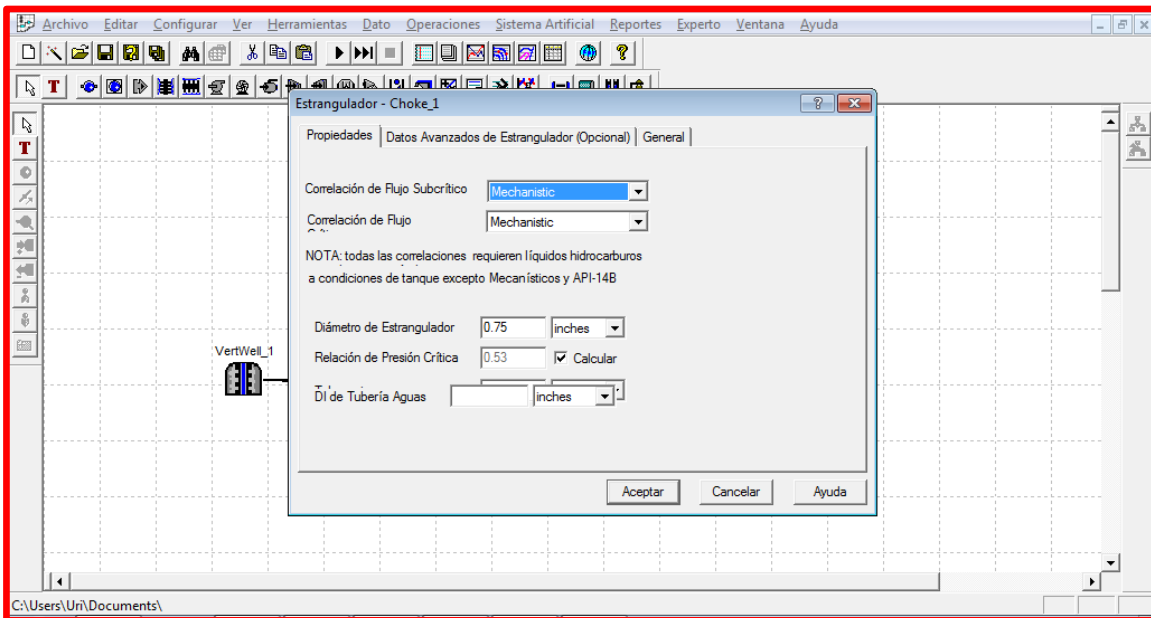 Archivo Editar Configurar Ver Herramientas Dato Operaciones Sistema Artificial Reportes Experto Ventana Ayuda
T
Estrangulador - Choke_1
T
Propiedades Datos Avanzados de Estrangulador (Opcional) General
Correlación de Flujo Subcrítico Mechanistic
Correlación de Flujo Mechanistic
NOTA: todas las correlaciones requieren líquidos hidrocarburos
a condiciones de tanque excepto Mecanísticos y API-14B
Diámetro de Estrangulador 0.75 inches
VertWell_1
Relación de Presión Crítica 0.53 Calcular
DI de Tubería Aguas inches
Aceptar Cancelar Ayuda
C:\Users\Uri\Documents\